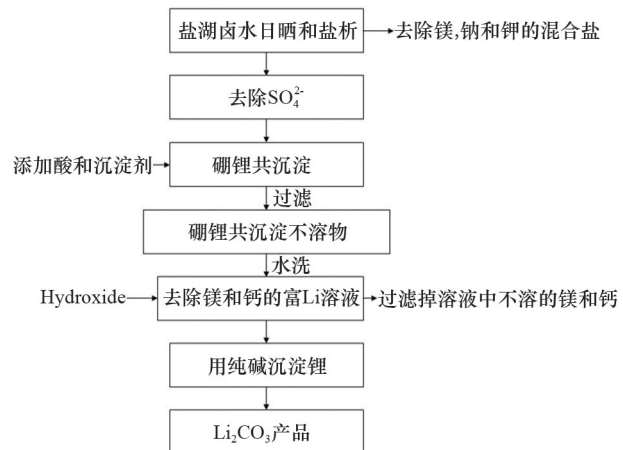 盐湖卤水日晒和盐析
去除镁,钠和钾的混合盐
去除SO₄²⁻
添加酸和沉淀剂
硼锂共沉淀
过滤
硼锂共沉淀不溶物
水洗
Hydroxide
去除镁和钙的富Li溶液
过滤掉溶液中不溶的镁和钙
用纯碱沉淀锂
Li₂CO₃产品